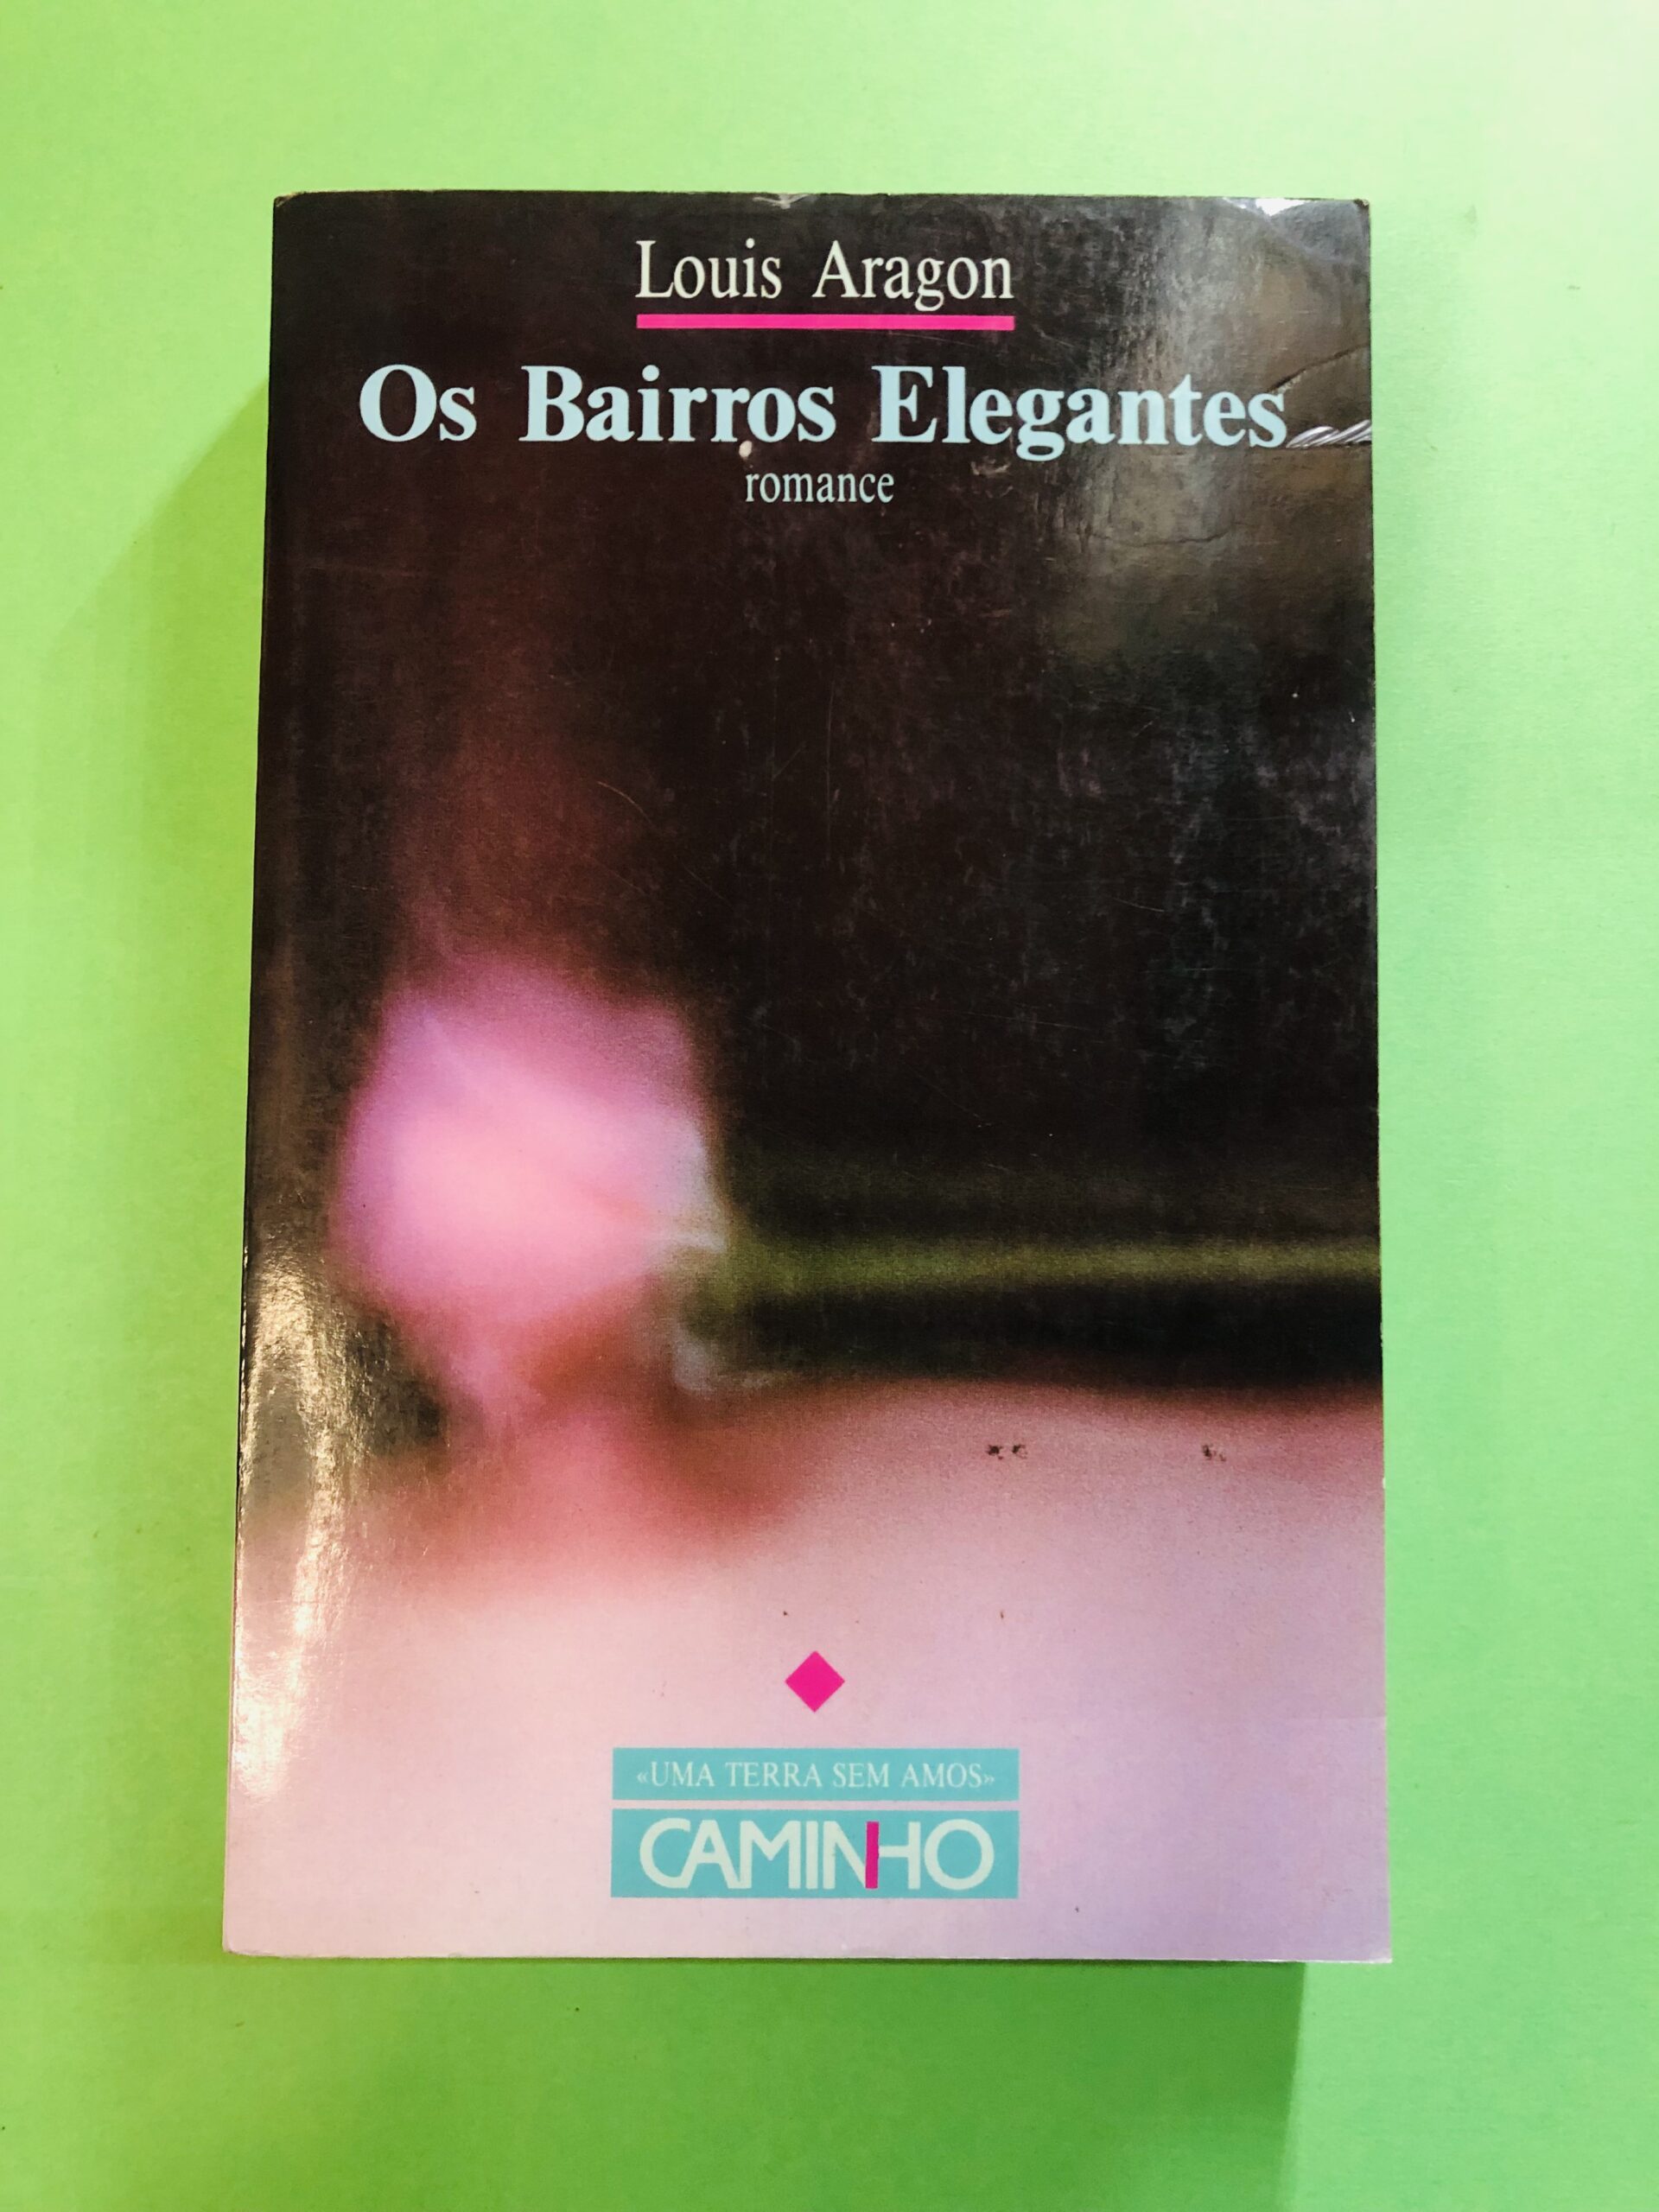 Louis Aragon
Os Bairros Elegantes
romance
«UMA TERRA SEM AMOS»
CAMINHO